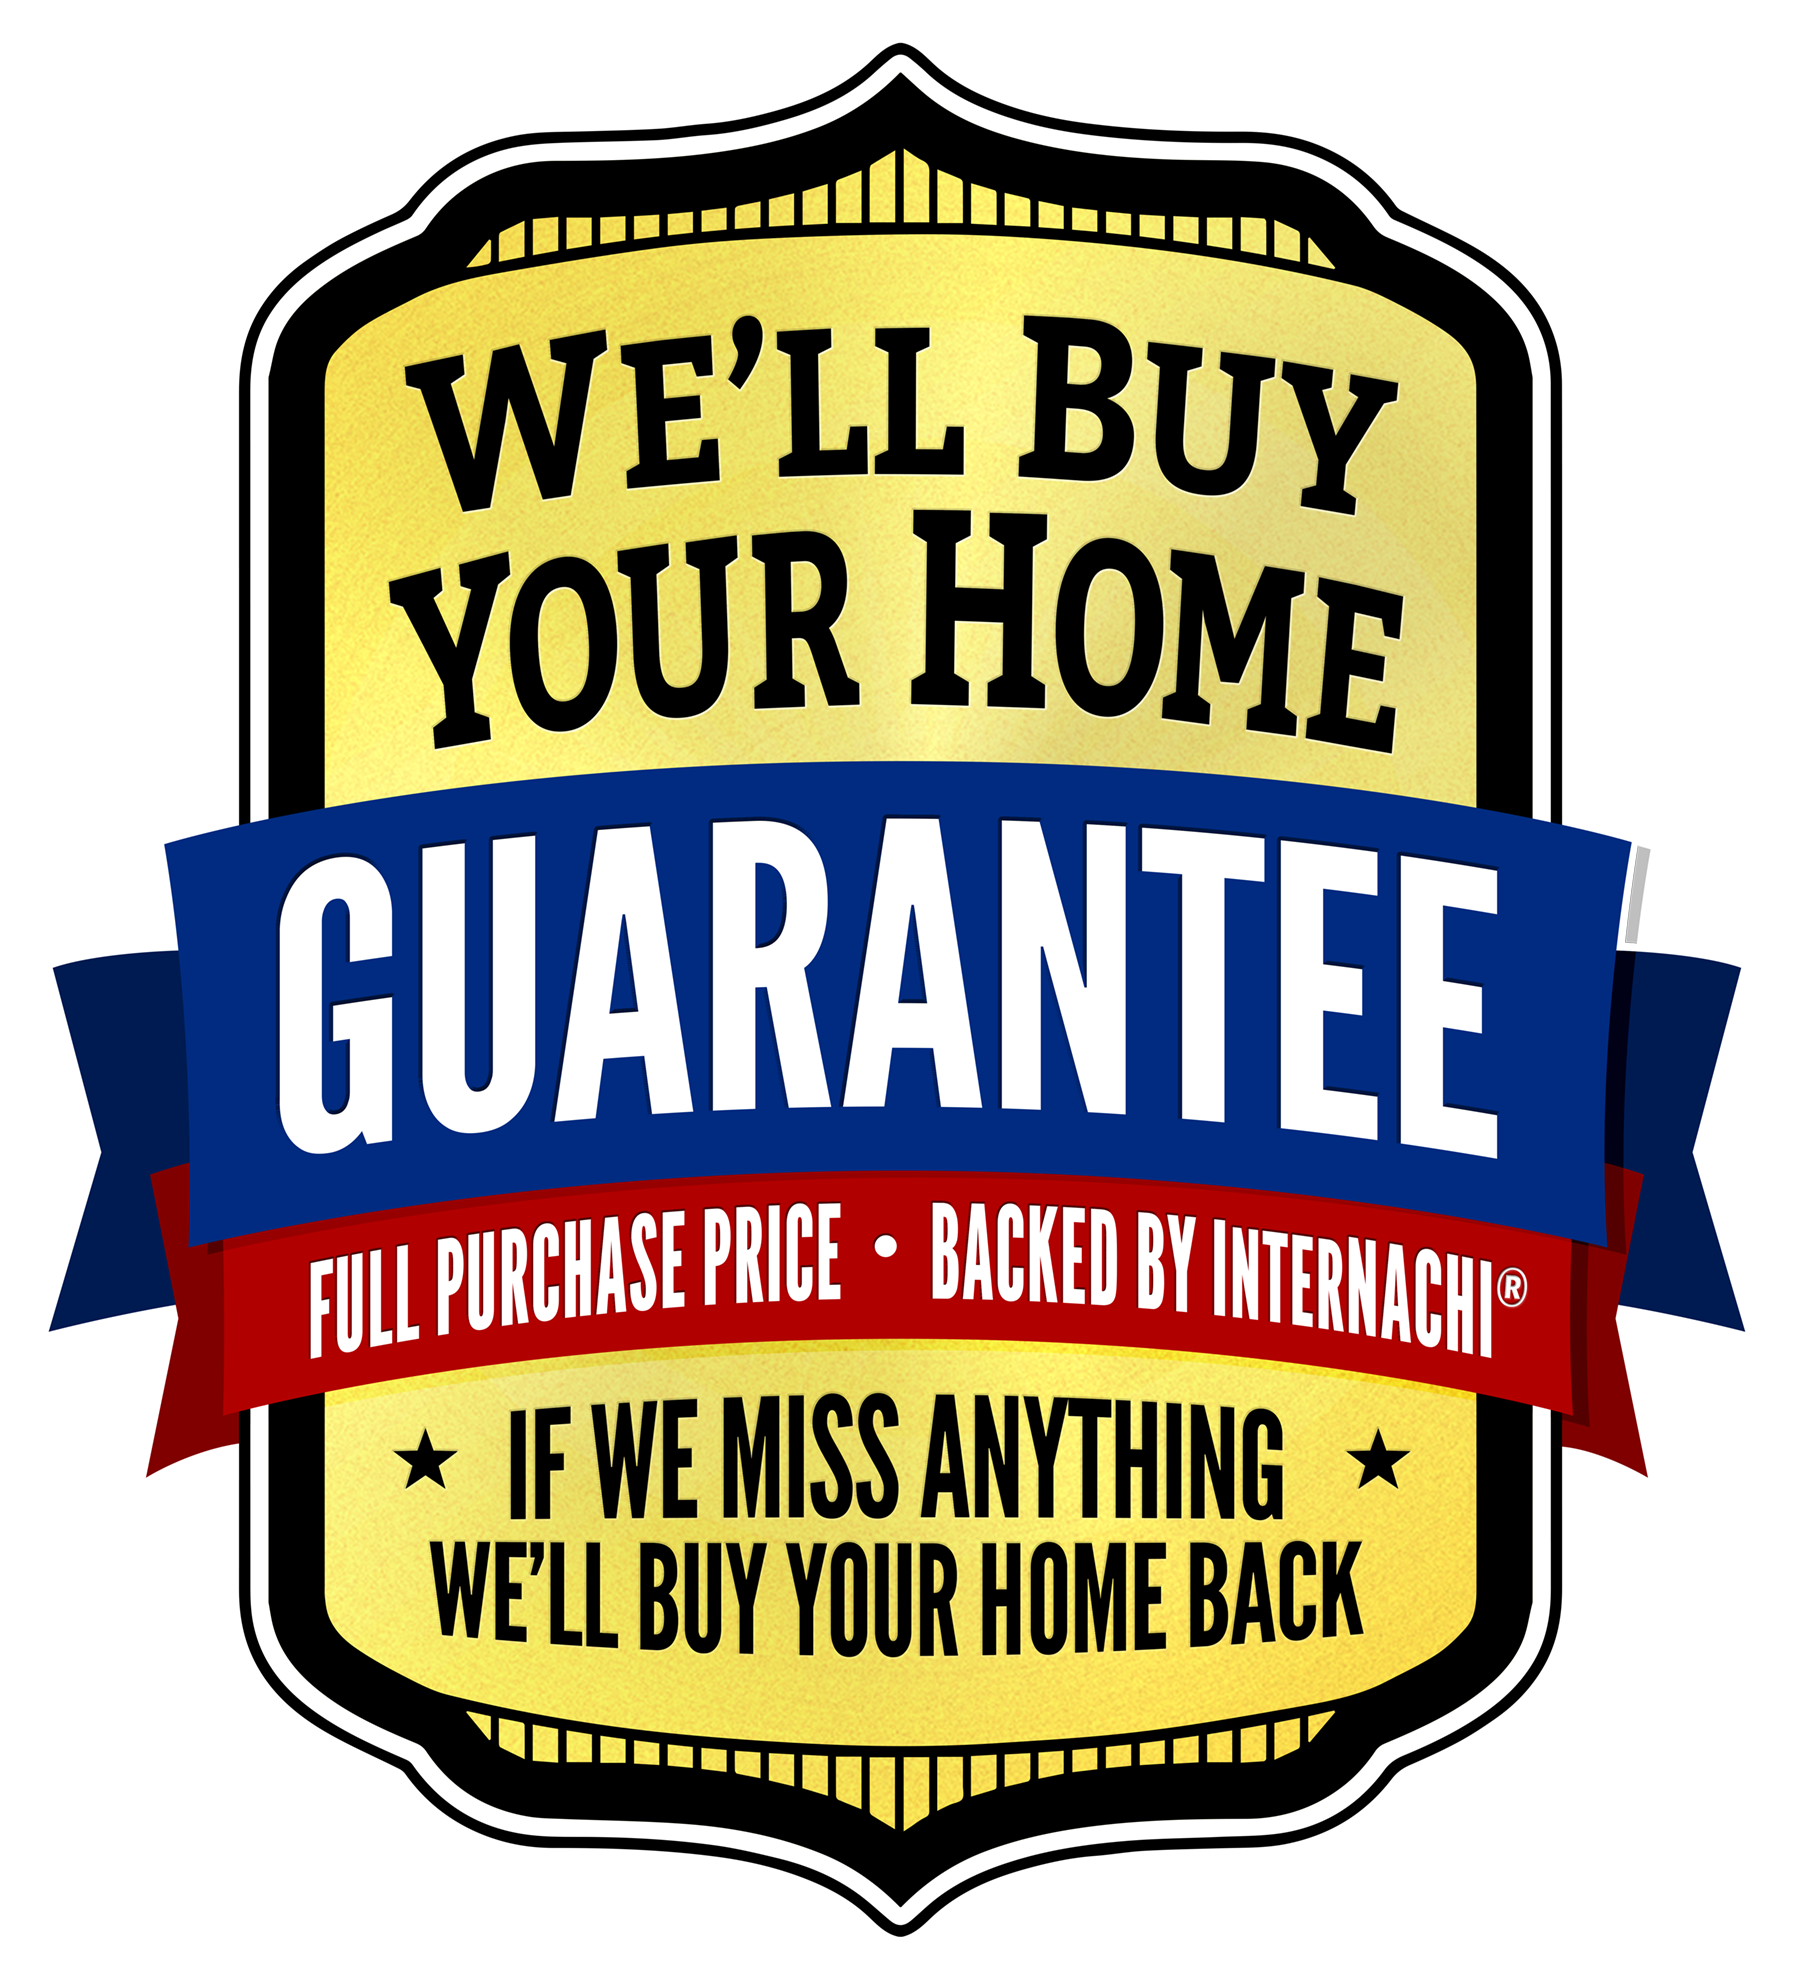 WE'LL BUY
YOUR HOME
GUARANTEE
FULL PURCHASE PRICE • BACKED BY INTERNACHI®
IF WE MISS ANYTHING
WE'LL BUY YOUR HOME BACK